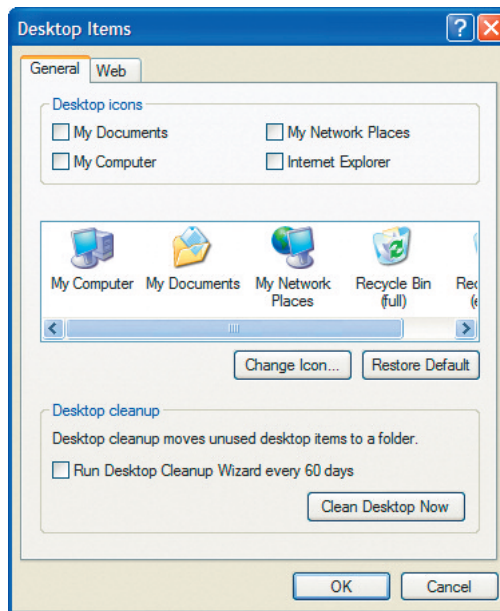 Desktop Items
General Web
Desktop icons
My Documents My Network Places
My Computer Internet Explorer
My Computer My Documents My Network Recycle Bin Rec
Places (full) (e
Change Icon... Restore Default
Desktop cleanup
Desktop cleanup moves unused desktop items to a folder.
Run Desktop Cleanup Wizard every 60 days
Clean Desktop Now
OK Cancel